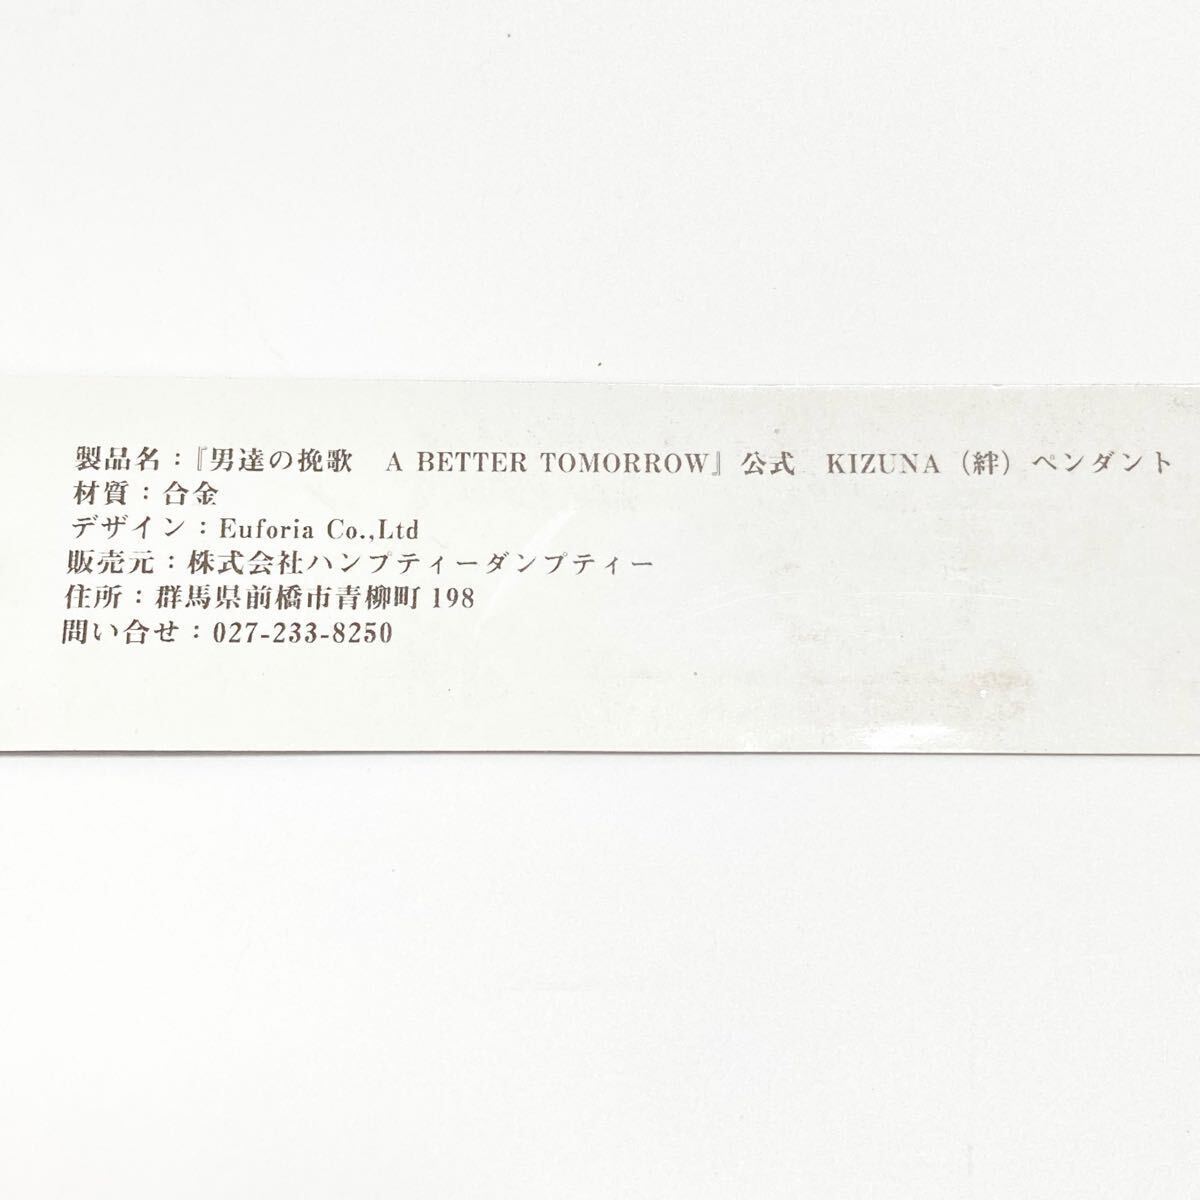 製品名：『男達の挽歌　A BETTER TOMORROW』公式　KIZUNA（絆）ペンダント
材質：合金
デザイン：Euforia Co.,Ltd
販売元：株式会社ハンプティーダンプティー
住所：群馬県前橋市青柳町 198
問い合せ：027-233-8250